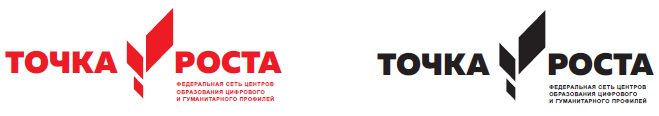 ТОЧКА РОСТА
ФЕДЕРАЛЬНАЯ СЕТЬ ЦЕНТРОВ
ОБРАЗОВАНИЯ ЦИФРОВОГО
И ГУМАНИТАРНОГО ПРОФИЛЕЙ
ТОЧКА РОСТА
ФЕДЕРАЛЬНАЯ СЕТЬ ЦЕНТРОВ
ОБРАЗОВАНИЯ ЦИФРОВОГО
И ГУМАНИТАРНОГО ПРОФИЛЕЙ